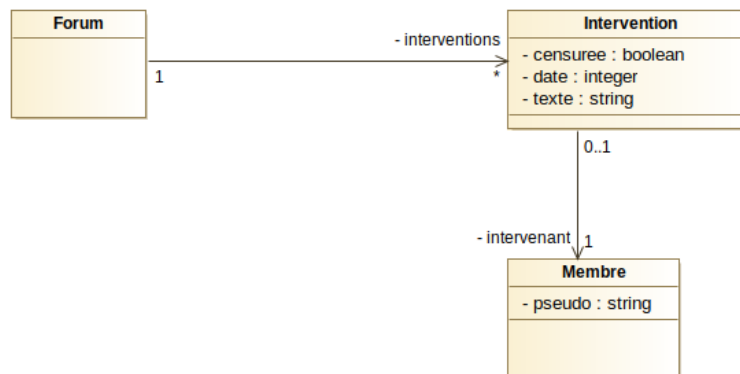 Forum
- interventions
1
*
Intervention
- censuree : boolean
- date : integer
- texte : string
0..1
- intervenant
1
Membre
- pseudo : string